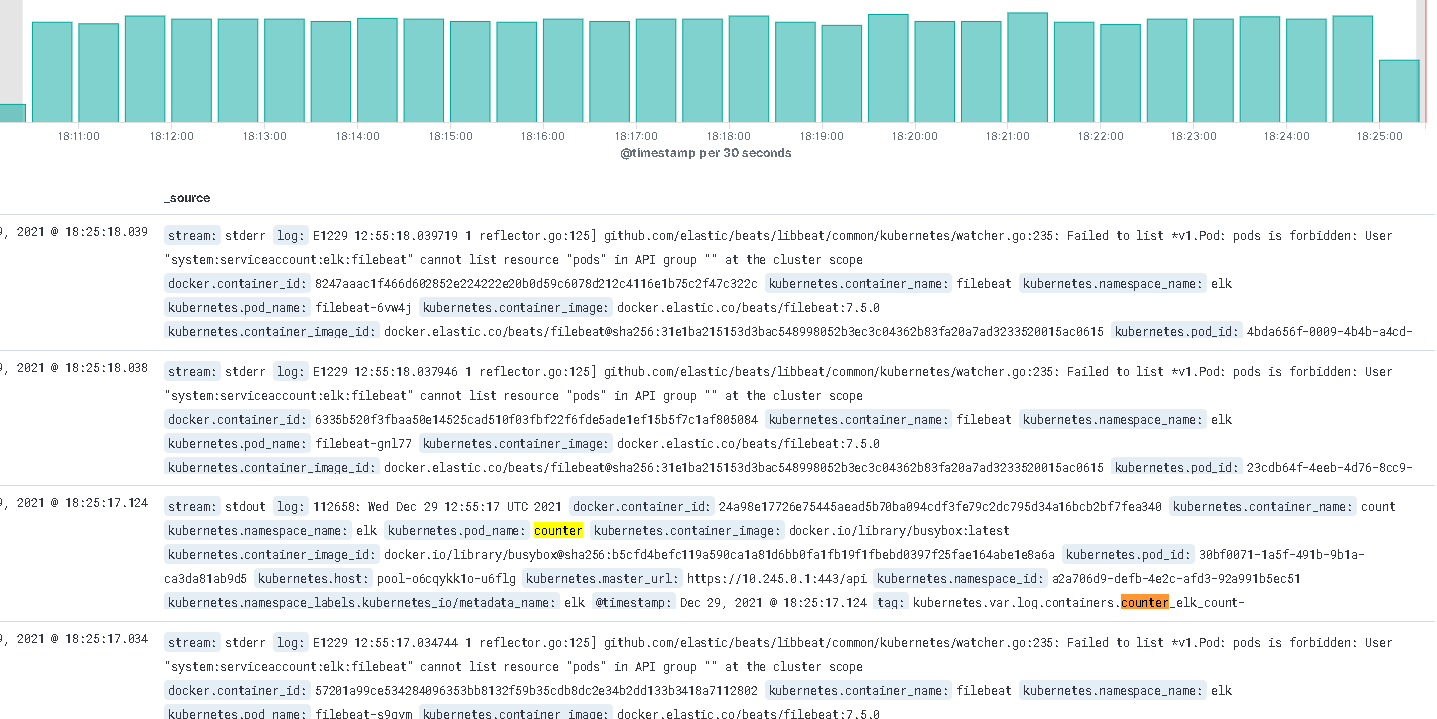 18:11:00 18:12:00 18:13:00 18:14:00 18:15:00 18:16:00 18:17:00 18:18:00 18:19:00 18:20:00 18:21:00 18:22:00 18:23:00 18:24:00 18:25:00
@timestamp per 30 seconds
_source
9, 2021 @ 18:25:18.039
stream: stderr log: E1229 12:55:18.039719 1 reflector.go:125] github.com/elastic/beats/libbeat/common/kubernetes/watcher.go:235: Failed to list *v1.Pod: pods is forbidden: User
"system:serviceaccount:elk:filebeat" cannot list resource "pods" in API group "" at the cluster scope
docker.container_id: 8247aaac1f466d602852e224222e20b0d59c6078d212c4116e1b75c2f47c322c kubernetes.container_name: filebeat kubernetes.namespace_name: elk
kubernetes.pod_name: filebeat-6vw4j kubernetes.container_image: docker.elastic.co/beats/filebeat:7.5.0
kubernetes.container_image_id: docker.elastic.co/beats/filebeat@sha256:31e1ba215153d3bac548998052b3ec3c04362b83fa20a7ad3233520015ac0615 kubernetes.pod_id: 4bda656f-0009-4b4b-a4cd-
9, 2021 @ 18:25:18.038
stream: stderr log: E1229 12:55:18.037946 1 reflector.go:125] github.com/elastic/beats/libbeat/common/kubernetes/watcher.go:235: Failed to list *v1.Pod: pods is forbidden: User
"system:serviceaccount:elk:filebeat" cannot list resource "pods" in API group "" at the cluster scope
docker.container_id: 6335b520f3fbaa50e14525cad510f03fbf22f6fde5ade1ef15b5f7c1af805084 kubernetes.container_name: filebeat kubernetes.namespace_name: elk
kubernetes.pod_name: filebeat-gnl77 kubernetes.container_image: docker.elastic.co/beats/filebeat:7.5.0
kubernetes.container_image_id: docker.elastic.co/beats/filebeat@sha256:31e1ba215153d3bac548998052b3ec3c04362b83fa20a7ad3233520015ac0615 kubernetes.pod_id: 23cdb64f-4eeb-4d76-8cc9-
9, 2021 @ 18:25:17.124
stream: stdout log: 112658: Wed Dec 29 12:55:17 UTC 2021 docker.container_id: 24a98e17726e75445aead5b70ba094cdf3fe79c2dc795d34a16bcb2bf7fea340 kubernetes.container_name: count
kubernetes.namespace_name: elk kubernetes.pod_name: counter kubernetes.container_image: docker.io/library/busybox:latest
kubernetes.container_image_id: docker.io/library/busybox@sha256:b5cfd4befc119a590ca1a81d6bb0fa1fb19f1fbebd0397f25fae164abe1e8a6a kubernetes.pod_id: 30bf0071-1a5f-491b-9b1a-
ca3da81ab9d5 kubernetes.host: pool-o6cqykk1o-u6flg kubernetes.master_url: https://10.245.0.1:443/api kubernetes.namespace_id: a2a706d9-defb-4e2c-afd3-92a991b5ec51
kubernetes.namespace_labels.kubernetes_io/metadata_name: elk @timestamp: Dec 29, 2021 @ 18:25:17.124 tag: kubernetes.var.log.containers.counter_elk_count-
9, 2021 @ 18:25:17.034
stream: stderr log: E1229 12:55:17.034744 1 reflector.go:125] github.com/elastic/beats/libbeat/common/kubernetes/watcher.go:235: Failed to list *v1.Pod: pods is forbidden: User
"system:serviceaccount:elk:filebeat" cannot list resource "pods" in API group "" at the cluster scope
docker.container_id: 57201a99ce534284096353bb8132f59b35cdb8dc2e34b2dd133b3418a7112802 kubernetes.container_name: filebeat kubernetes.namespace_name: elk
kubernetes.pod_name: filebeat-s9qvm kubernetes.container_image: docker.elastic.co/beats/filebeat:7.5.0